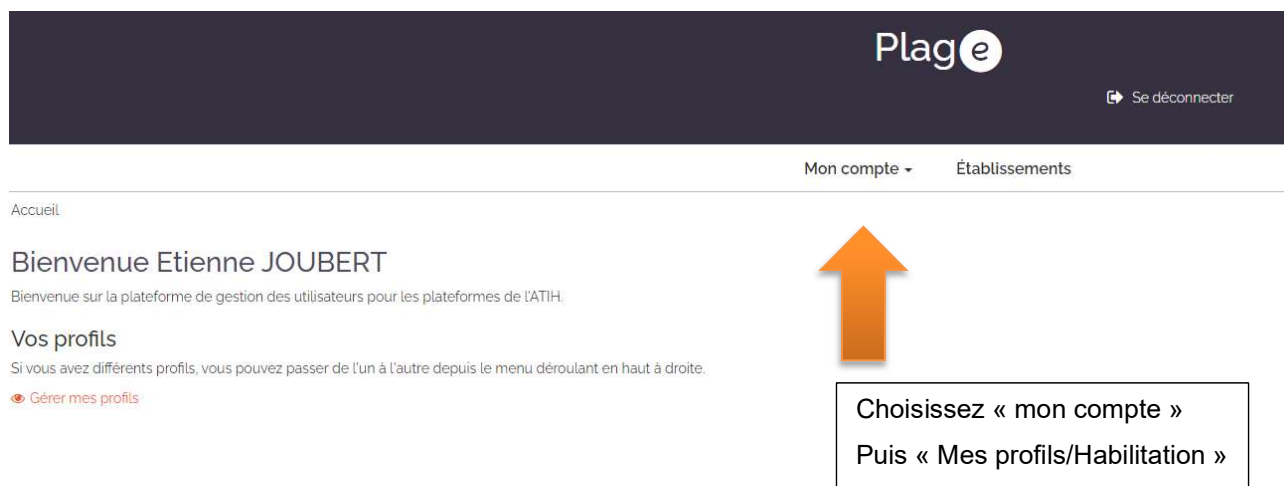 Plage
Se déconnecter
Mon compte Établissements
Accueil
Bienvenue Etienne JOUBERT
Bienvenue sur la plateforme de gestion des utilisateurs pour les plateformes de l'ATIH.
Vos profils
Si vous avez différents profils, vous pouvez passer de l'un à l'autre depuis le menu déroulant en haut à droite.
Gérer mes profils
Choisissez « mon compte »
Puis « Mes profils/Habilitation »